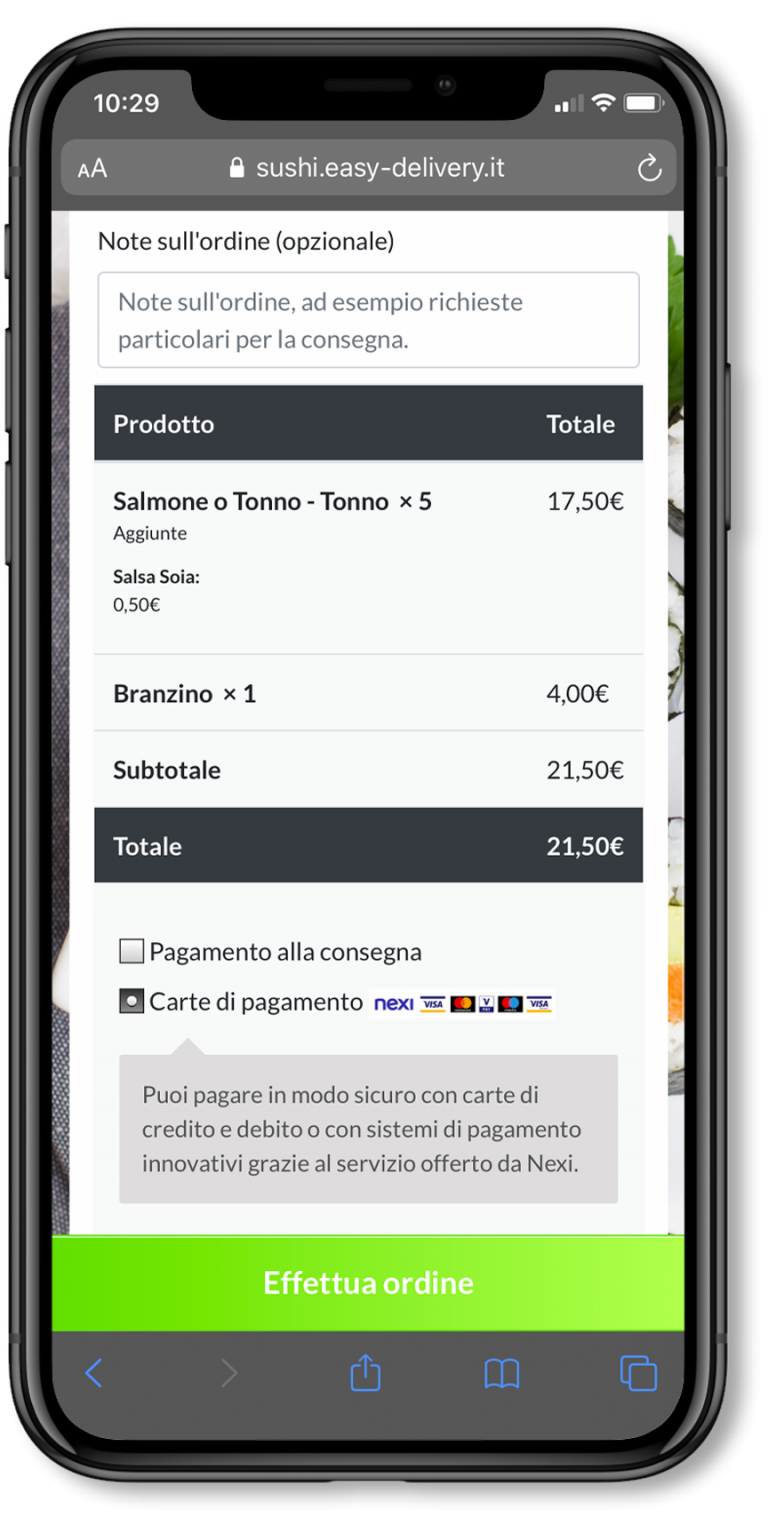 10:29
AA sushi.easy-delivery.it
Note sull'ordine (opzionale)
Note sull'ordine, ad esempio richieste
particolari per la consegna.
Prodotto Totale
Salmone o Tonno - Tonno × 5 17,50€
Aggiunte
Salsa Soia:
0,50€
Branzino × 1 4,00€
Subtotale 21,50€
Totale 21,50€
Pagamento alla consegna
Carte di pagamento nexi VISA V PAY VISA
Puoi pagare in modo sicuro con carte di
credito e debito o con sistemi di pagamento
innovativi grazie al servizio offerto da Nexi.
Effettua ordine